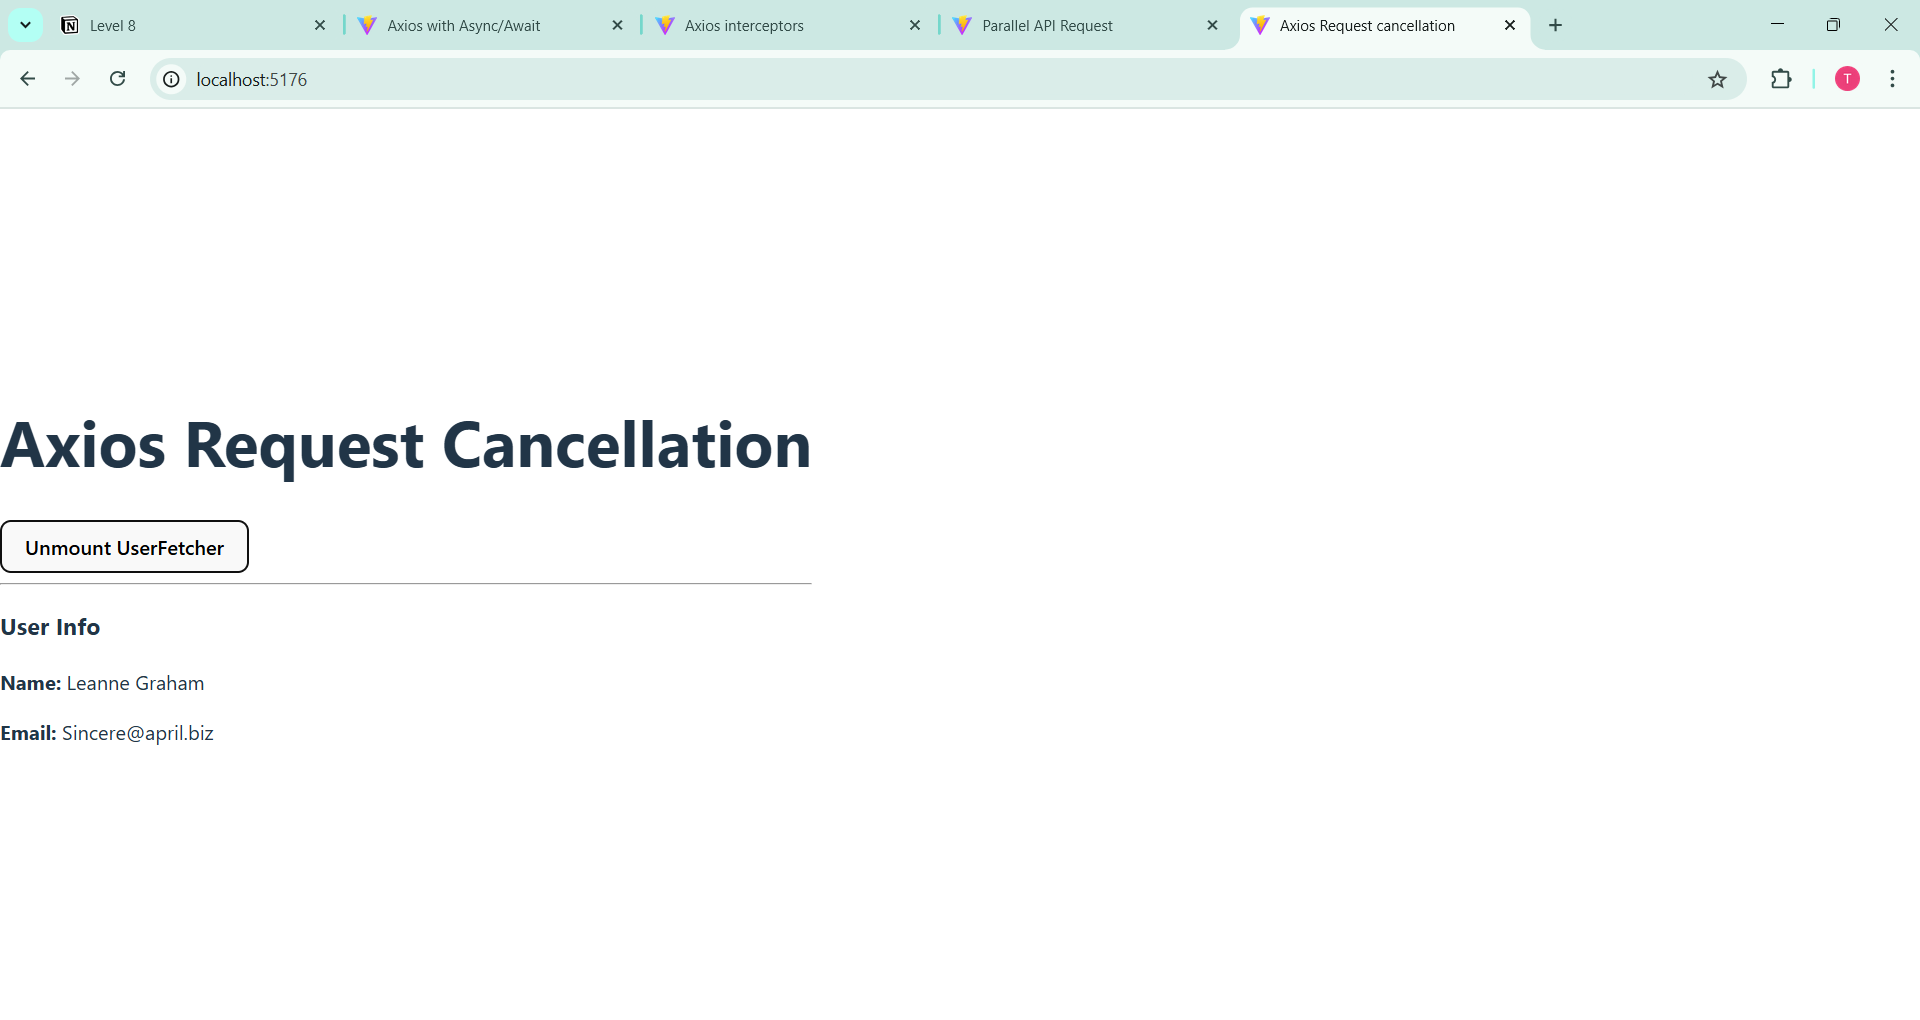 Level 8
Axios with Async/Await
Axios interceptors
Parallel API Request
Axios Request cancellation
localhost:5176
T
Axios Request Cancellation
Unmount UserFetcher
User Info
Name: Leanne Graham
Email: Sincere@april.biz